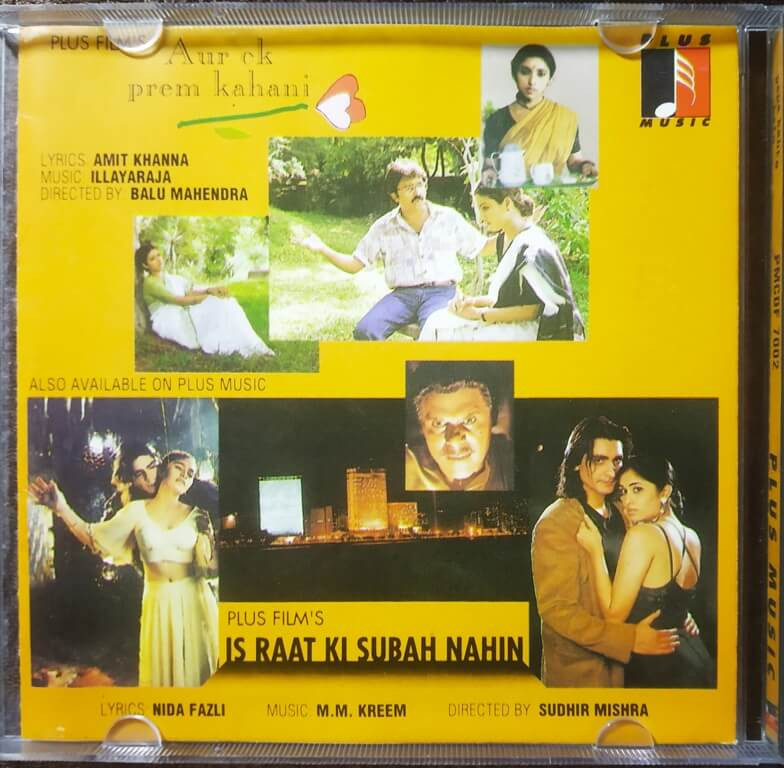 PLUS FILM'S
Aur ek
prem kahani
PLUS
MUSIC
LYRICS AMIT KHANNA
MUSIC ILLAYARAJA
DIRECTED BY BALU MAHENDRA
ALSO AVAILABLE ON PLUS MUSIC
PLUS FILM'S
IS RAAT KI SUBAH NAHIN
LYRICS NIDA FAZLI MUSIC M.M. KREEM DIRECTED BY SUDHIR MISHRA
PMCDF 7002
PLUS MUSIC